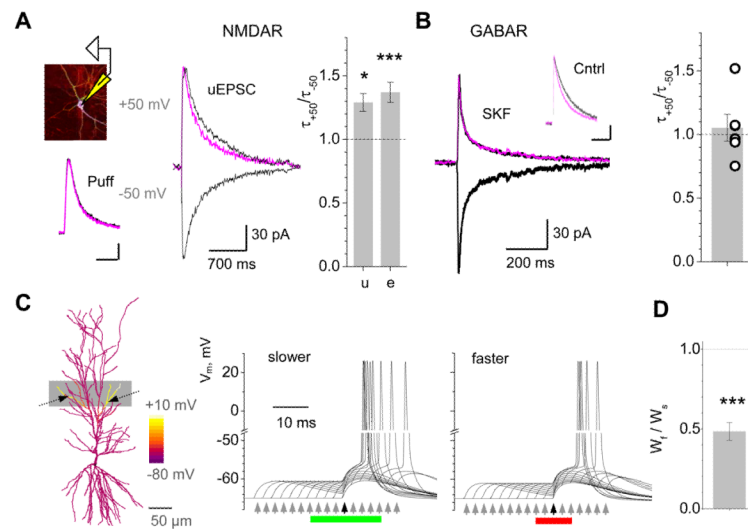 A
NMDAR
+50 mV
uEPSC
-50 mV
Puff
30 pA
700 ms
τ+50/τ-50
1.5
1.0
0.5
0.0
*
***
u
e
B
GABAR
Cntrl
SKF
30 pA
200 ms
τ+50/τ-50
1.5
1.0
0.5
0.0
C
+10 mV
-80 mV
50 µm
Vm, mV
20
0
-50
-60
slower
10 ms
faster
D
Wf / Ws
1.0
0.5
0.0
***